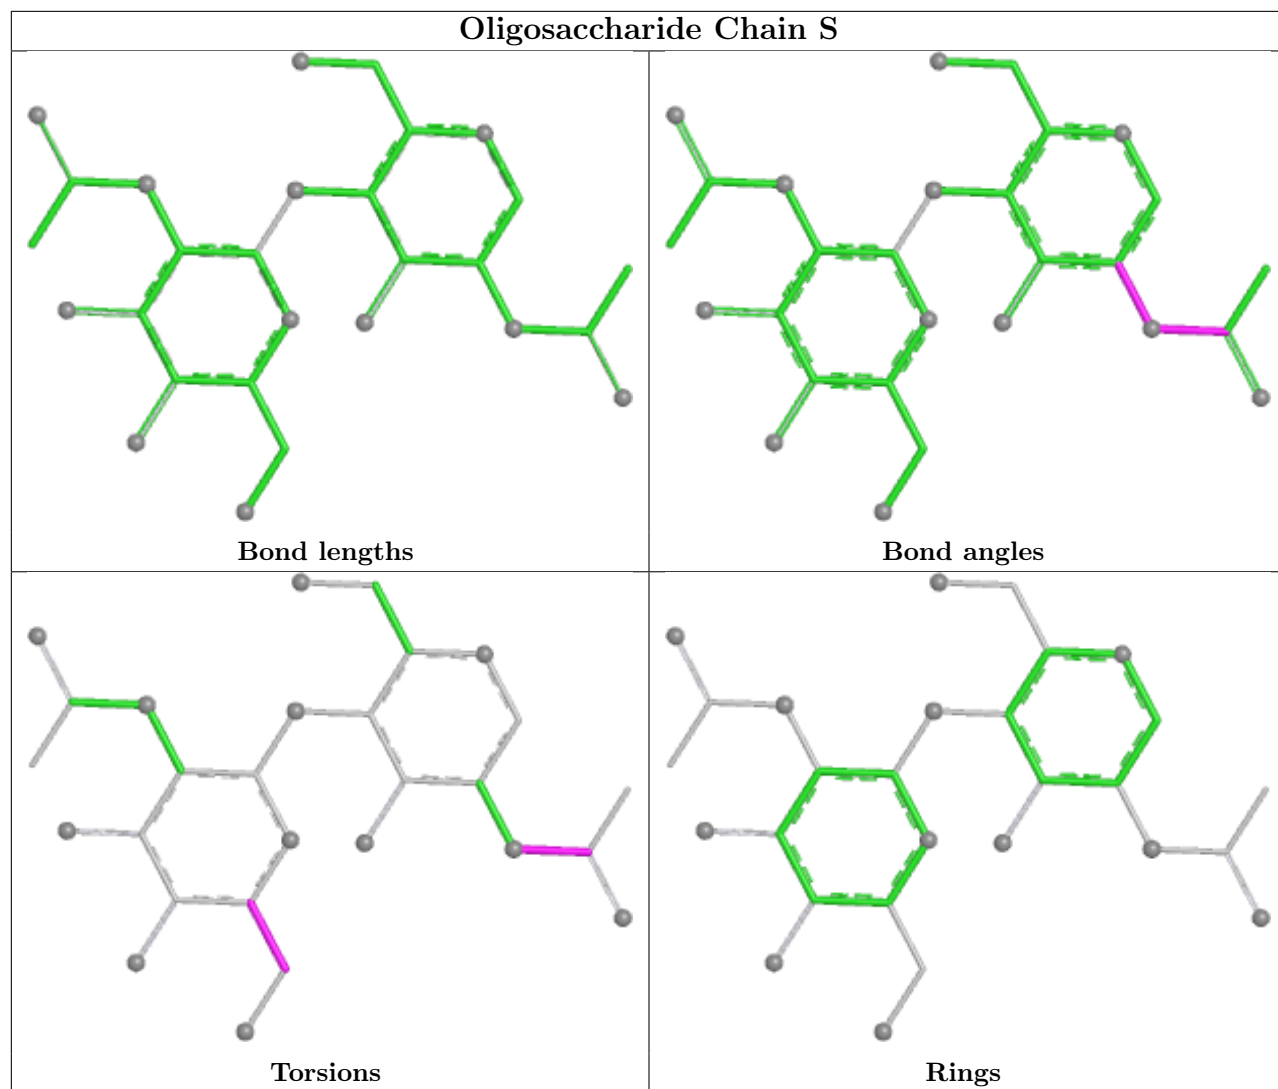 Oligosaccharide Chain S
Bond lengths
Bond angles
Torsions
Rings